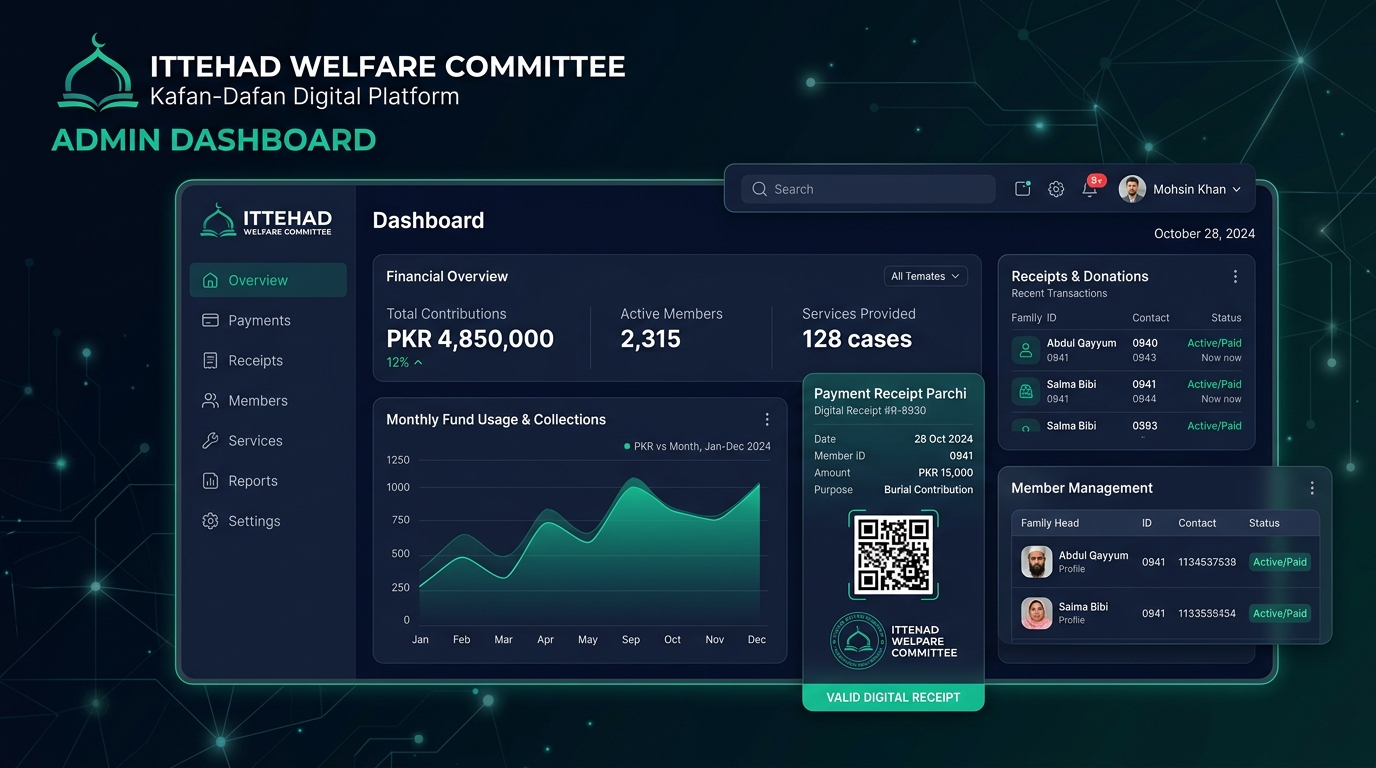 ITTEHAD WELFARE COMMITTEE
Kafan-Dafan Digital Platform
ADMIN DASHBOARD
Search
Mohsin Khan
October 28, 2024
ITTEHAD
WELFARE COMMITTEE
Overview
Payments
Receipts
Members
Services
Reports
Settings
Dashboard
Financial Overview
All Temates
Total Contributions
PKR 4,850,000
12%
Active Members
2,315
Services Provided
128 cases
Monthly Fund Usage & Collections
PKR vs Month, Jan-Dec 2024
1250
1000
750
500
250
0
Jan Feb Mar Apr May Sep Oct Nov Dec
Payment Receipt Parchi
Digital Receipt -8930
Date 28 Oct 2024
Member iD 0941
Amount PKR 15,000
Purpose Burial Contribution
ITTENAD
WELFARE
COMMITTEE
VALID DIGITAL RECEIPT
Receipts & Donations
Recent Transactions
Family ID Contact Status
Abdul Qayyum 0940 Active/Paid
0941 0943 Now now
Salma Bibi 0941 Active/Paid
0941 0944 Now now
Salma Bibi 0393 Active/Paid
Member Management
Family Head ID Contact Status
Abdul Qayyum 0941 1134537538 Active/Paid
Profile
Salma Bibi 0941 Active/Paid